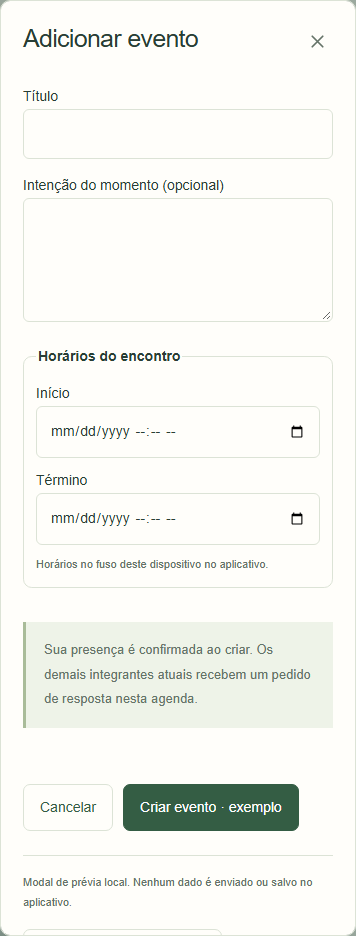 Adicionar evento
Título
Intenção do momento (opcional)
Horários do encontro
Início
mm/dd/yyyy --:-- --
Término
mm/dd/yyyy --:-- --
Horários no fuso deste dispositivo no aplicativo.
Sua presença é confirmada ao criar. Os
demais integrantes atuais recebem um pedido
de resposta nesta agenda.
Cancelar
Criar evento · exemplo
Modal de prévia local. Nenhum dado é enviado ou salvo no
aplicativo.